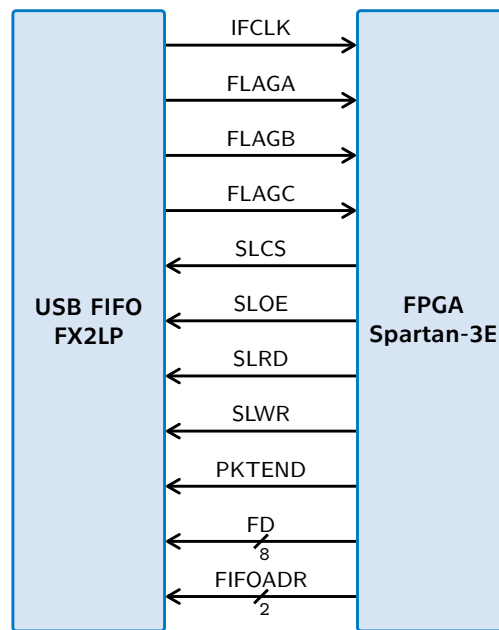 IFCLK
FLAGA
FLAGB
FLAGC
SLCS
USB FIFO
FX2LP
SLOE
FPGA
Spartan-3E
SLRD
SLWR
PKTEND
FD
8
FIFOADR
2